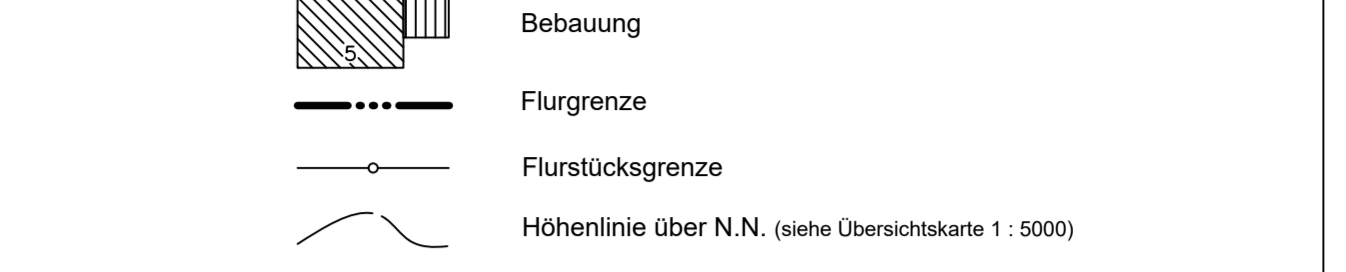 Bebauung
5
Flurgrenze
Flurstücksgrenze
Höhenlinie über N.N. (siehe Übersichtskarte 1 : 5000)